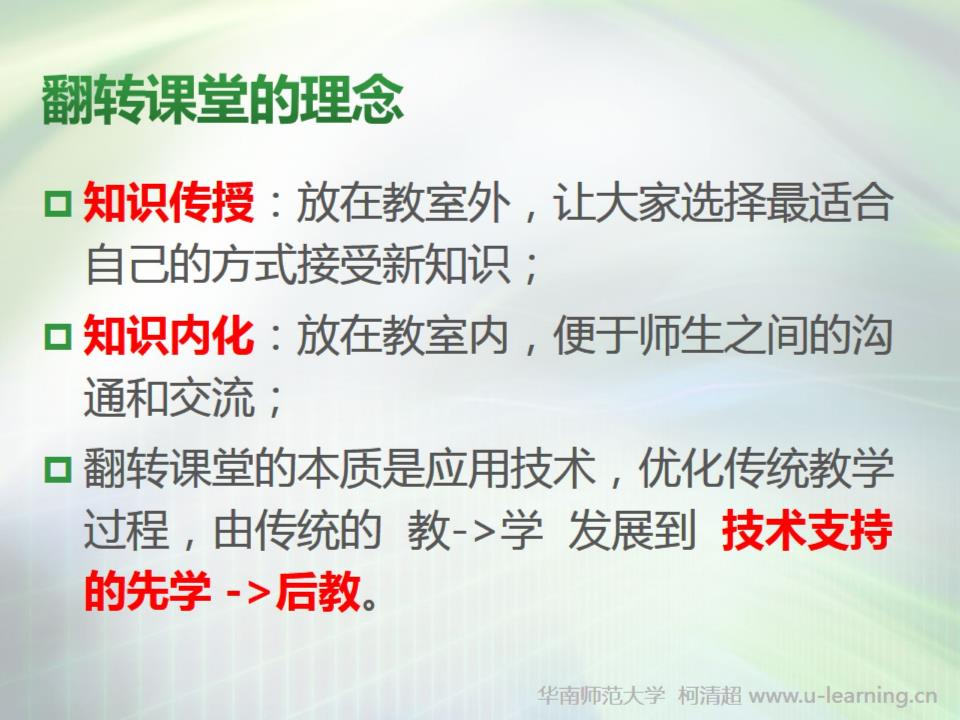 翻转课堂的理念
知识传授：放在教室外，让大家选择最适合
自己的方式接受新知识；
知识内化：放在教室内，便于师生之间的沟
通和交流；
翻转课堂的本质是应用技术，优化传统教学
过程，由传统的 教->学 发展到 技术支持
的先学 ->后教。
华南师范大学 柯清超 www.u-learning.cn